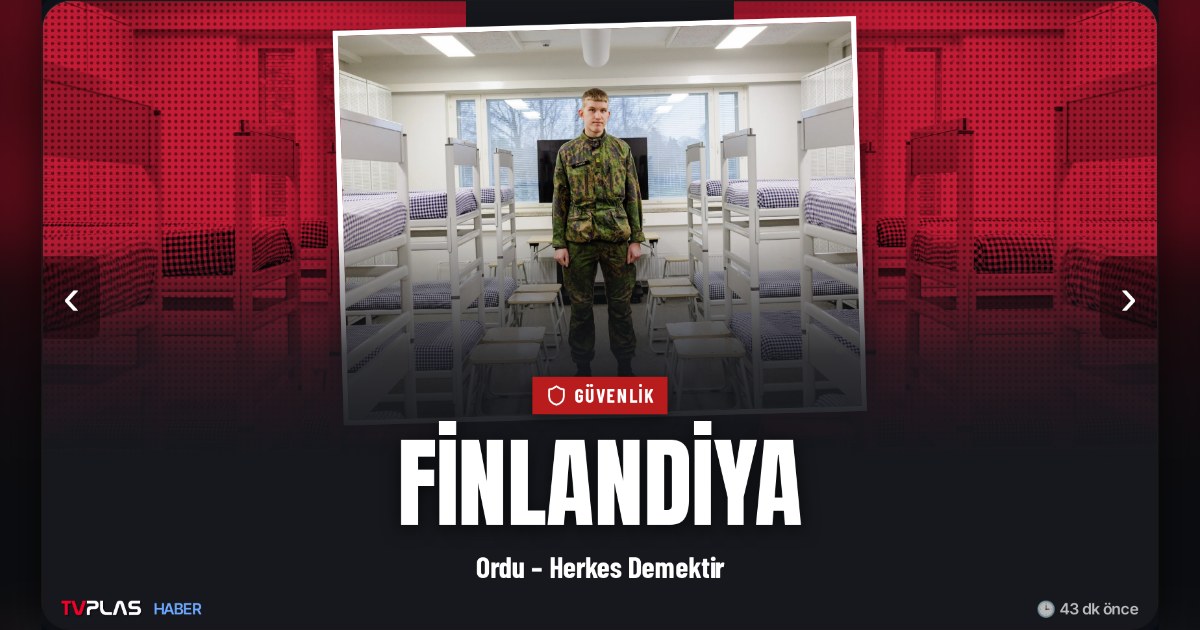 GÜVENLİK
FİNLANDİYA
Ordu – Herkes Demektir
TVPLAS HABER
43 dk önce